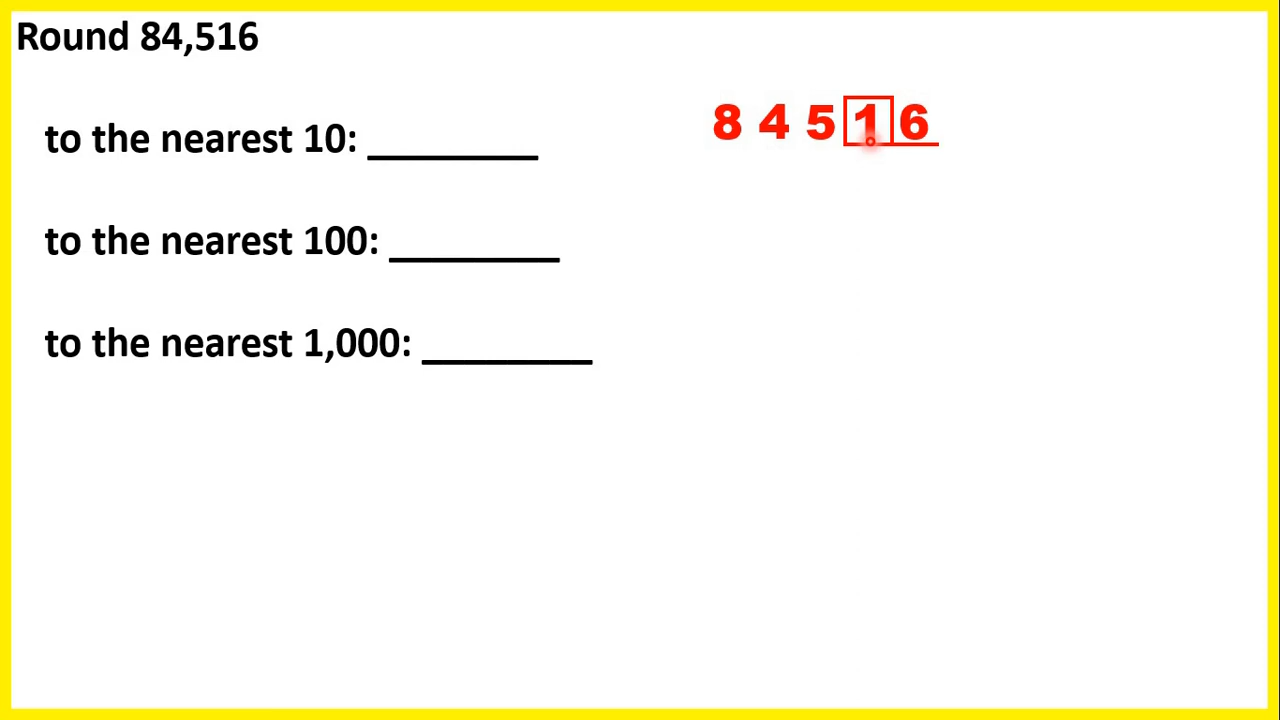 Round 84,516
to the nearest 10: ________
8 4 5 1 6
to the nearest 100: ________
to the nearest 1,000: ________